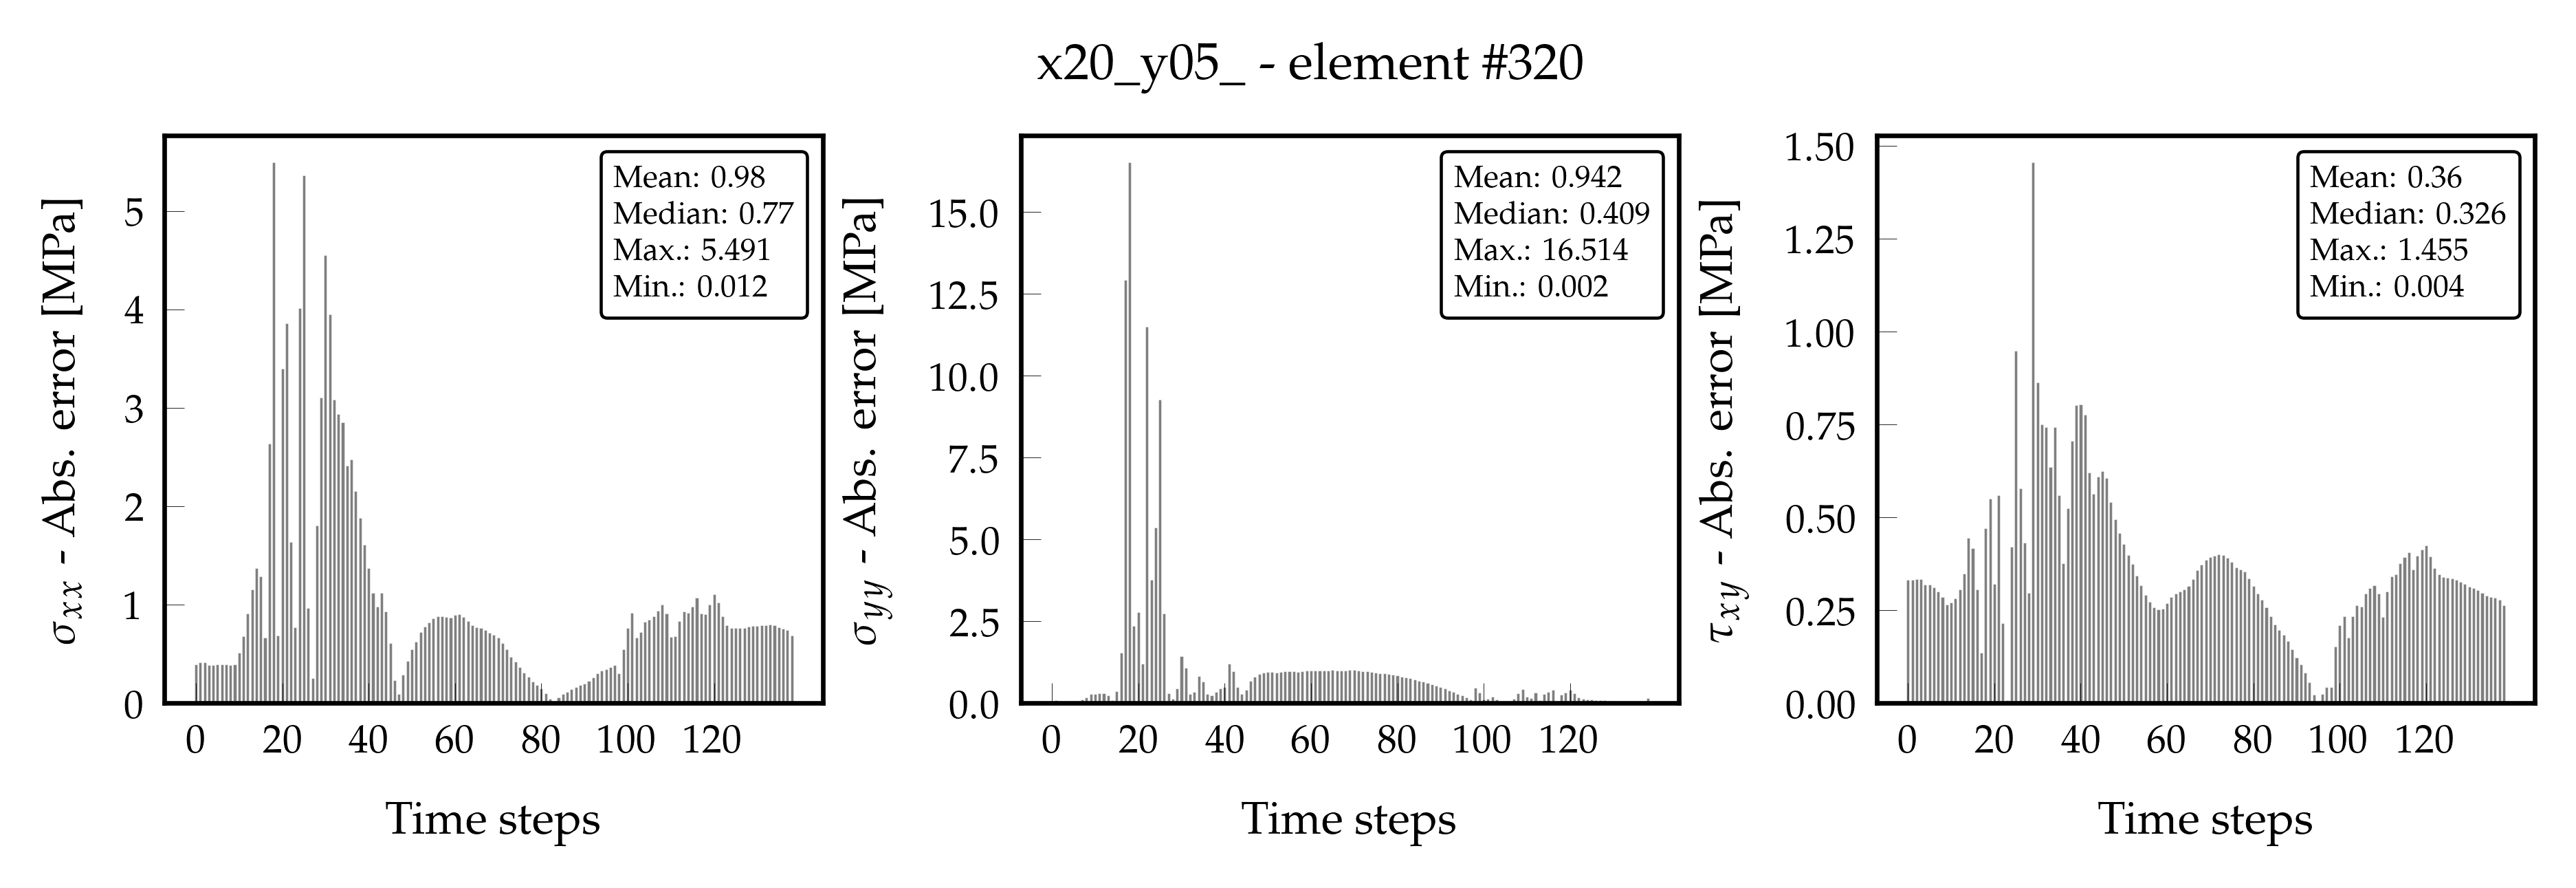 x20_y05_ - element #320
σxx - Abs. error [MPa]
5
4
3
2
1
0
0 20 40 60 80 100 120
Time steps
Mean: 0.98
Median: 0.77
Max.: 5.491
Min.: 0.012
σyy - Abs. error [MPa]
15.0
12.5
10.0
7.5
5.0
2.5
0.0
0 20 40 60 80 100 120
Time steps
Mean: 0.942
Median: 0.409
Max.: 16.514
Min.: 0.002
τxy - Abs. error [MPa]
1.50
1.25
1.00
0.75
0.50
0.25
0.00
0 20 40 60 80 100 120
Time steps
Mean: 0.36
Median: 0.326
Max.: 1.455
Min.: 0.004